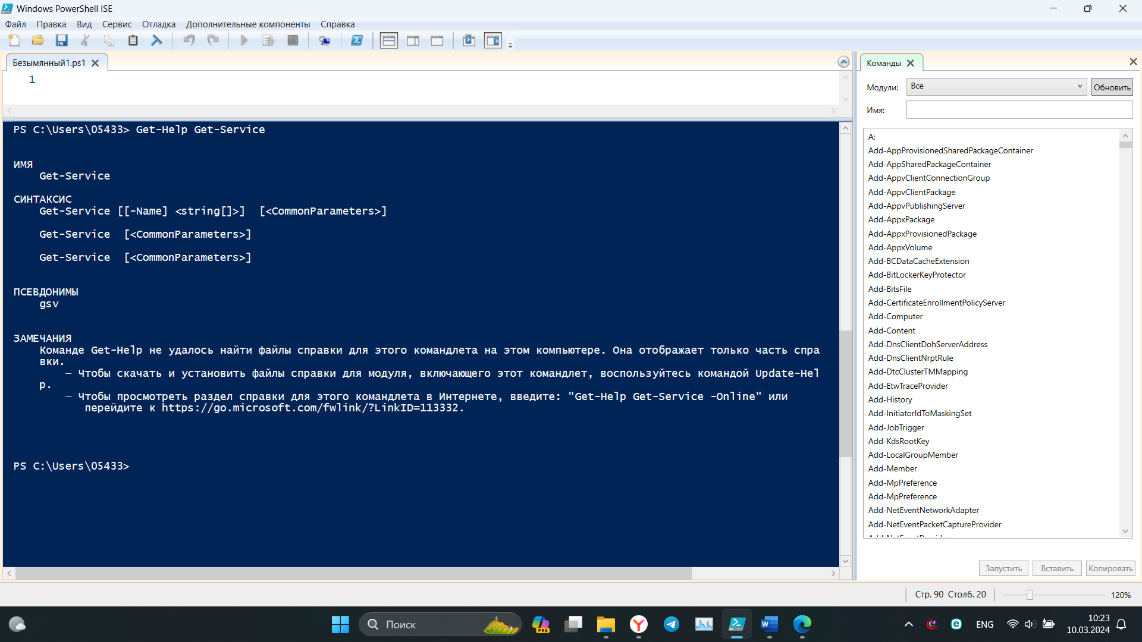 Windows PowerShell ISE
Файл Правка Вид Сервис Отладка Дополнительные компоненты Справка
Безымянный1.ps1
1
PS C:\Users\05433> Get-Help Get-Service
ИМЯ
Get-Service
СИНТАКСИС
Get-Service [[-Name] <string[]>] [<CommonParameters>]
Get-Service [<CommonParameters>]
Get-Service [<CommonParameters>]
ПСЕВДОНИМЫ
gsv
ЗАМЕЧАНИЯ
Команде Get-Help не удалось найти файлы справки для этого командлета на этом компьютере. Она отображает только часть спра
вки.
— Чтобы скачать и установить файлы справки для модуля, включающего этот командлет, воспользуйтесь командой Update-Hel
p.
— Чтобы просмотреть раздел справки для этого командлета в Интернете, введите: "Get-Help Get-Service -Online" или
перейдите к https://go.microsoft.com/fwlink/?LinkID=113332.
PS C:\Users\05433>
Команды
Модули: Все Обновить
Имя:
A:
Add-AppProvisionedSharedPackageContainer
Add-AppSharedPackageContainer
Add-AppvClientConnectionGroup
Add-AppvClientPackage
Add-AppvPublishingServer
Add-AppxPackage
Add-AppxProvisionedPackage
Add-AppxVolume
Add-BCDataCacheExtension
Add-BitLockerKeyProtector
Add-BitsFile
Add-CertificateEnrollmentPolicyServer
Add-Computer
Add-Content
Add-DnsClientDohServerAddress
Add-DnsClientNrptRule
Add-DtcClusterTMMapping
Add-EtwTraceProvider
Add-History
Add-InitiatorIdToMaskingSet
Add-JobTrigger
Add-KdsRootKey
Add-LocalGroupMember
Add-Member
Add-MpPreference
Add-MpPreference
Add-NetEventNetworkAdapter
Add-NetEventPacketCaptureProvider
Запустить Вставить Копировать
Стр. 90 Столб. 20 120%
Поиск
ENG
10:23
10.03.2024